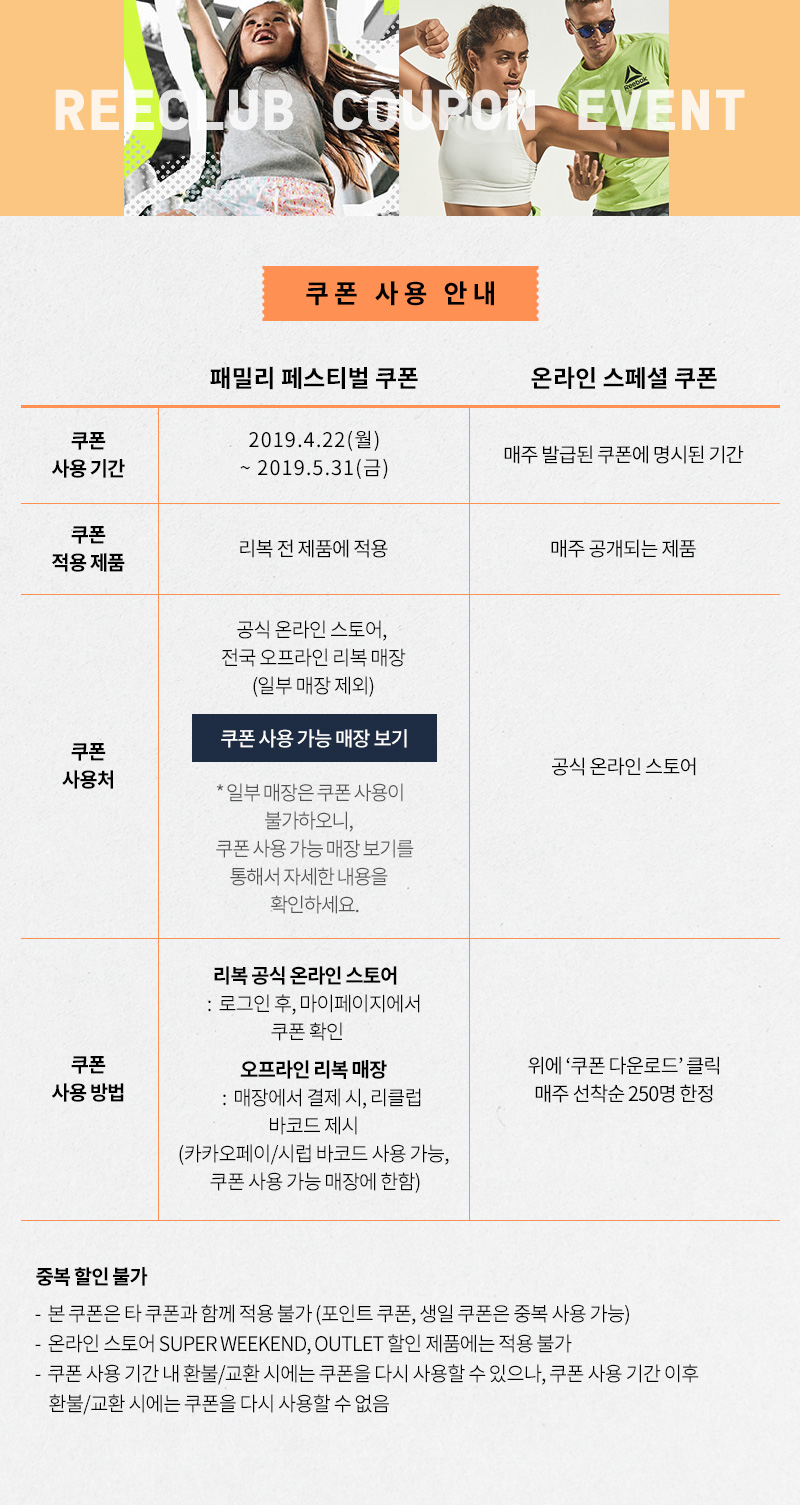 REECLUB COUPON EVENT
Reebok
쿠폰 사용 안내
패밀리 페스티벌 쿠폰
온라인 스페셜 쿠폰
쿠폰
사용 기간
2019.4.22(월)
~ 2019.5.31(금)
매주 발급된 쿠폰에 명시된 기간
쿠폰
적용 제품
리복 전 제품에 적용
매주 공개되는 제품
쿠폰
사용처
공식 온라인 스토어,
전국 오프라인 리복 매장
(일부 매장 제외)
쿠폰 사용 가능 매장 보기
* 일부 매장은 쿠폰 사용이
불가하오니,
쿠폰 사용 가능 매장 보기를
통해서 자세한 내용을
확인하세요.
공식 온라인 스토어
쿠폰
사용 방법
리복 공식 온라인 스토어
: 로그인 후, 마이페이지에서
쿠폰 확인
오프라인 리복 매장
: 매장에서 결제 시, 리클럽
바코드 제시
(카카오페이/시럽 바코드 사용 가능,
쿠폰 사용 가능 매장에 한함)
위에 ‘쿠폰 다운로드’ 클릭
매주 선착순 250명 한정
중복 할인 불가
- 본 쿠폰은 타 쿠폰과 함께 적용 불가 (포인트 쿠폰, 생일 쿠폰은 중복 사용 가능)
- 온라인 스토어 SUPER WEEKEND, OUTLET 할인 제품에는 적용 불가
- 쿠폰 사용 기간 내 환불/교환 시에는 쿠폰을 다시 사용할 수 있으나, 쿠폰 사용 기간 이후
환불/교환 시에는 쿠폰을 다시 사용할 수 없음